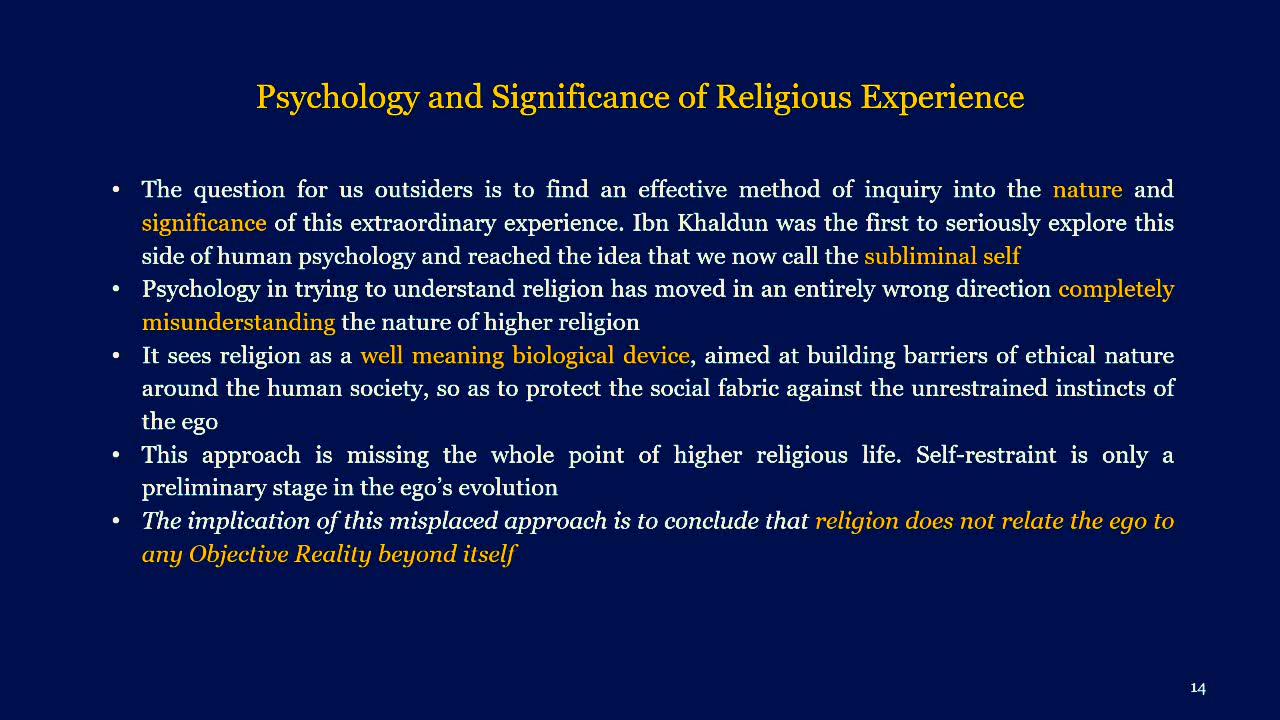 Psychology and Significance of Religious Experience
• The question for us outsiders is to find an effective method of inquiry into the nature and
significance of this extraordinary experience. Ibn Khaldun was the first to seriously explore this
side of human psychology and reached the idea that we now call the subliminal self
• Psychology in trying to understand religion has moved in an entirely wrong direction completely
misunderstanding the nature of higher religion
• It sees religion as a well meaning biological device, aimed at building barriers of ethical nature
around the human society, so as to protect the social fabric against the unrestrained instincts of
the ego
• This approach is missing the whole point of higher religious life. Self-restraint is only a
preliminary stage in the ego’s evolution
• The implication of this misplaced approach is to conclude that religion does not relate the ego to
any Objective Reality beyond itself
14